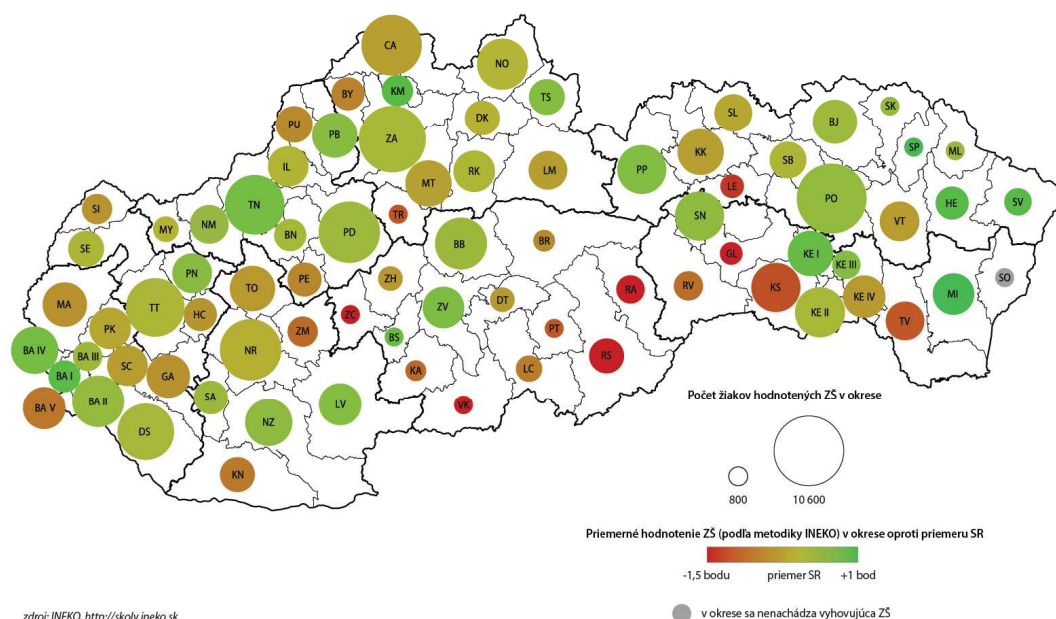 CA
NO
BY
KM
TS
PU
PB
ZA
DK
SL
BJ
SK
SP
ML
IL
MT
RK
LM
PP
KK
SB
LE
PO
SI
MY
NM
TN
BN
PD
TR
SN
VT
HE
SV
SE
BB
BR
GL
KE I
KE III
PN
TO
PE
ZH
RA
RV
KS
KE IV
MI
SO
MA
TT
HC
ZC
ZV
DT
KE II
TV
PK
NR
ZM
BS
PT
BA IV
BA III
SC
GA
KA
LC
RS
BA I
BA V
BA II
SA
LV
VK
DS
NZ
KN
Počet žiakov hodnotených ZŠ v okrese
800
10 600
Priemerné hodnotenie ZŠ (podľa metodiky INEKO) v okrese oproti priemeru SR
-1,5 bodu
priemer SR
+1 bod
v okrese sa nenachádza vyhovujúca ZŠ
zdroj: INEKO, http://skoly.ineko.sk